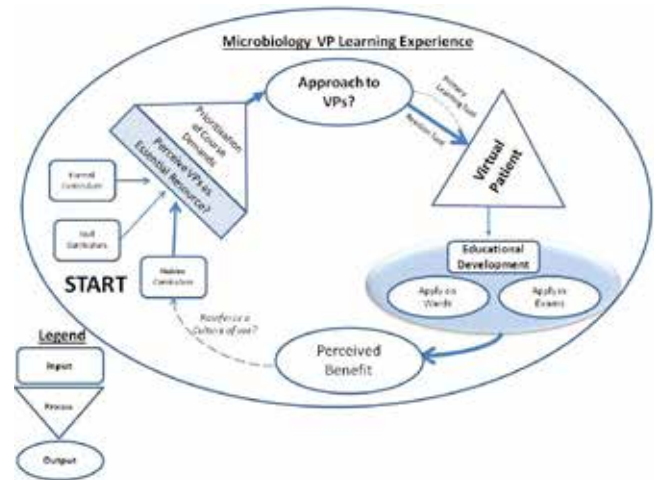 Microbiology VP Learning Experience
Approach to
VPs?
Primary
Learning Tool
Revision Tool
Prioritisation
of Course
Demands
Perceive VPs as
Essential Resource?
Virtual
Patient
Formal
Curriculum
Null
Curriculum
START
Hidden
Curriculum
Educational
Development
Apply on
Wards
Apply in
Exams
Reinforce a
Culture of use?
Perceived
Benefit
Legend
Input
Process
Output